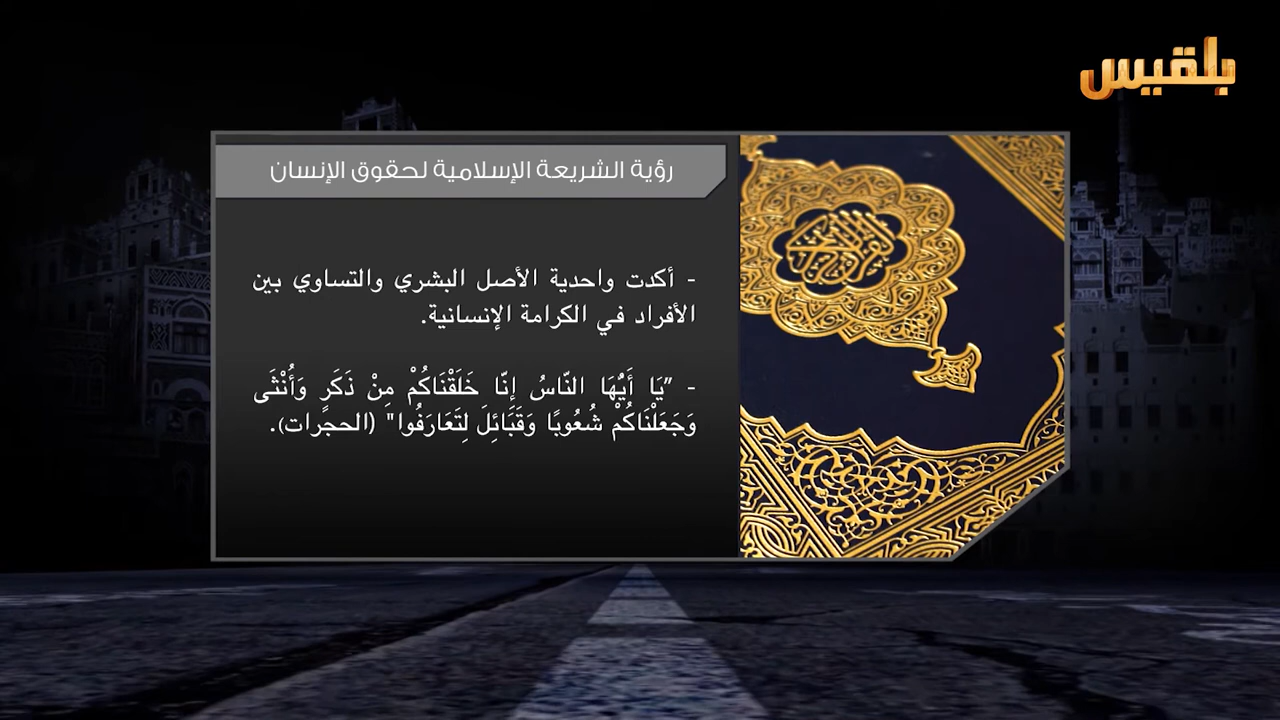 بلقيس
رؤية الشريعة الإسلامية لحقوق الإنسان
- أكدت واحدية الأصل البشري والتساوي بين
الأفراد في الكرامة الإنسانية.
- "يَا أَيُّهَا النّاسُ إِنّا خَلَقْنَاكُمْ مِنْ ذَكَرٍ وَأُنْثَى
وَجَعَلْنَاكُمْ شُعُوبًا وَقَبَائِلَ لِتَعَارَفُوا" (الحجرات).